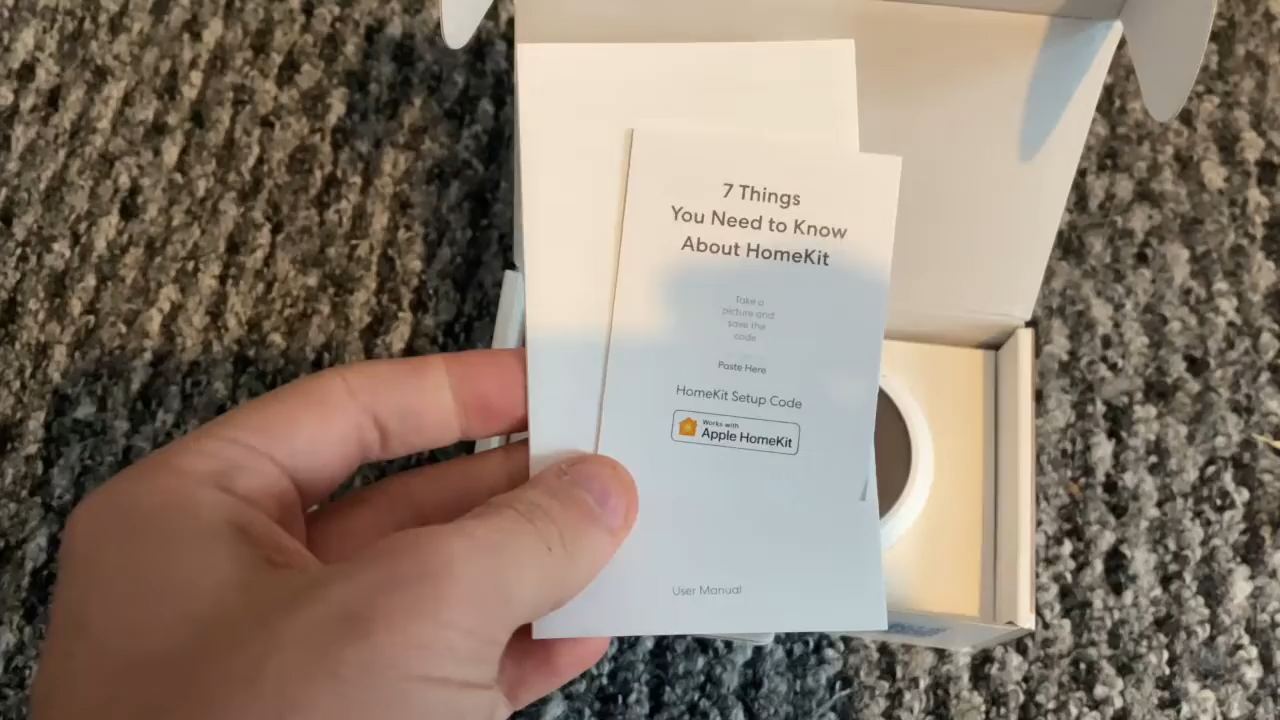 7 Things
You Need to Know
About HomeKit
Take a
picture and
save the
code
Paste Here
HomeKit Setup Code
Works with
Apple HomeKit
User Manual